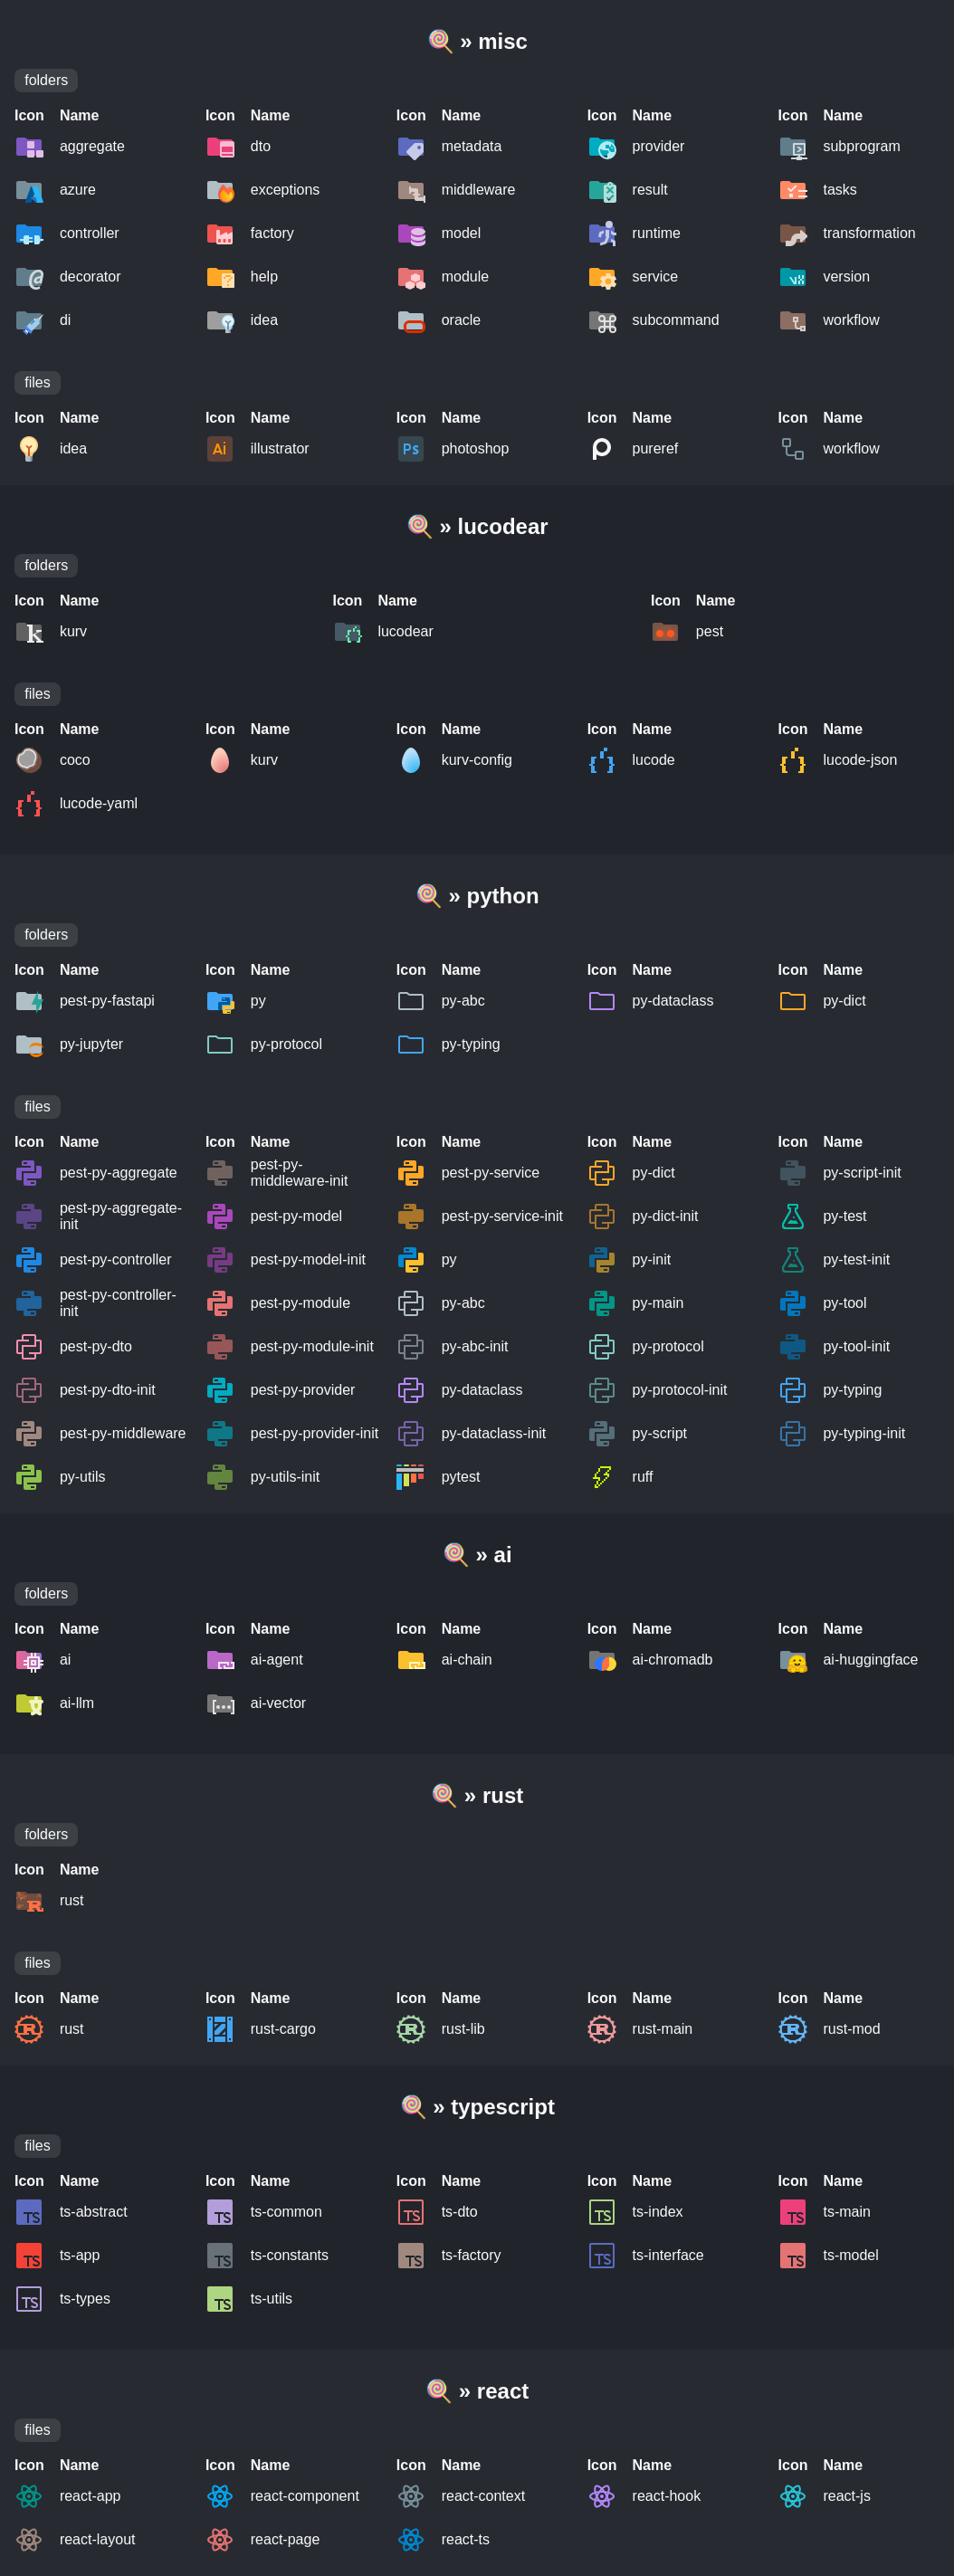 » misc
folders
Icon Name Icon Name Icon Name Icon Name Icon Name
aggregate dto metadata provider subprogram
azure exceptions middleware result tasks
controller factory model runtime transformation
decorator help module service version
di idea oracle subcommand workflow
files
Icon Name Icon Name Icon Name Icon Name Icon Name
idea illustrator photoshop pureref workflow
» lucodear
folders
Icon Name Icon Name Icon Name
kurv lucodear pest
files
Icon Name Icon Name Icon Name Icon Name Icon Name
coco kurv kurv-config lucode lucode-json
lucode-yaml
» python
folders
Icon Name Icon Name Icon Name Icon Name Icon Name
pest-py-fastapi py py-abc py-dataclass py-dict
py-jupyter py-protocol py-typing
files
Icon Name Icon Name Icon Name Icon Name Icon Name
pest-py-aggregate pest-py-middleware-init pest-py-service py-dict py-script-init
pest-py-aggregate-init pest-py-model pest-py-service-init py-dict-init py-test
pest-py-controller pest-py-model-init py py-init py-test-init
pest-py-controller-init pest-py-module py-abc py-main py-tool
pest-py-dto pest-py-module-init py-abc-init py-protocol py-tool-init
pest-py-dto-init pest-py-provider py-dataclass py-protocol-init py-typing
pest-py-middleware pest-py-provider-init py-dataclass-init py-script py-typing-init
py-utils py-utils-init pytest ruff
» ai
folders
Icon Name Icon Name Icon Name Icon Name Icon Name
ai ai-agent ai-chain ai-chromadb ai-huggingface
ai-llm ai-vector
» rust
folders
Icon Name
rust
files
Icon Name Icon Name Icon Name Icon Name Icon Name
rust rust-cargo rust-lib rust-main rust-mod
» typescript
files
Icon Name Icon Name Icon Name Icon Name Icon Name
ts-abstract ts-common ts-dto ts-index ts-main
ts-app ts-constants ts-factory ts-interface ts-model
ts-types ts-utils
» react
files
Icon Name Icon Name Icon Name Icon Name Icon Name
react-app react-component react-context react-hook react-js
react-layout react-page react-ts